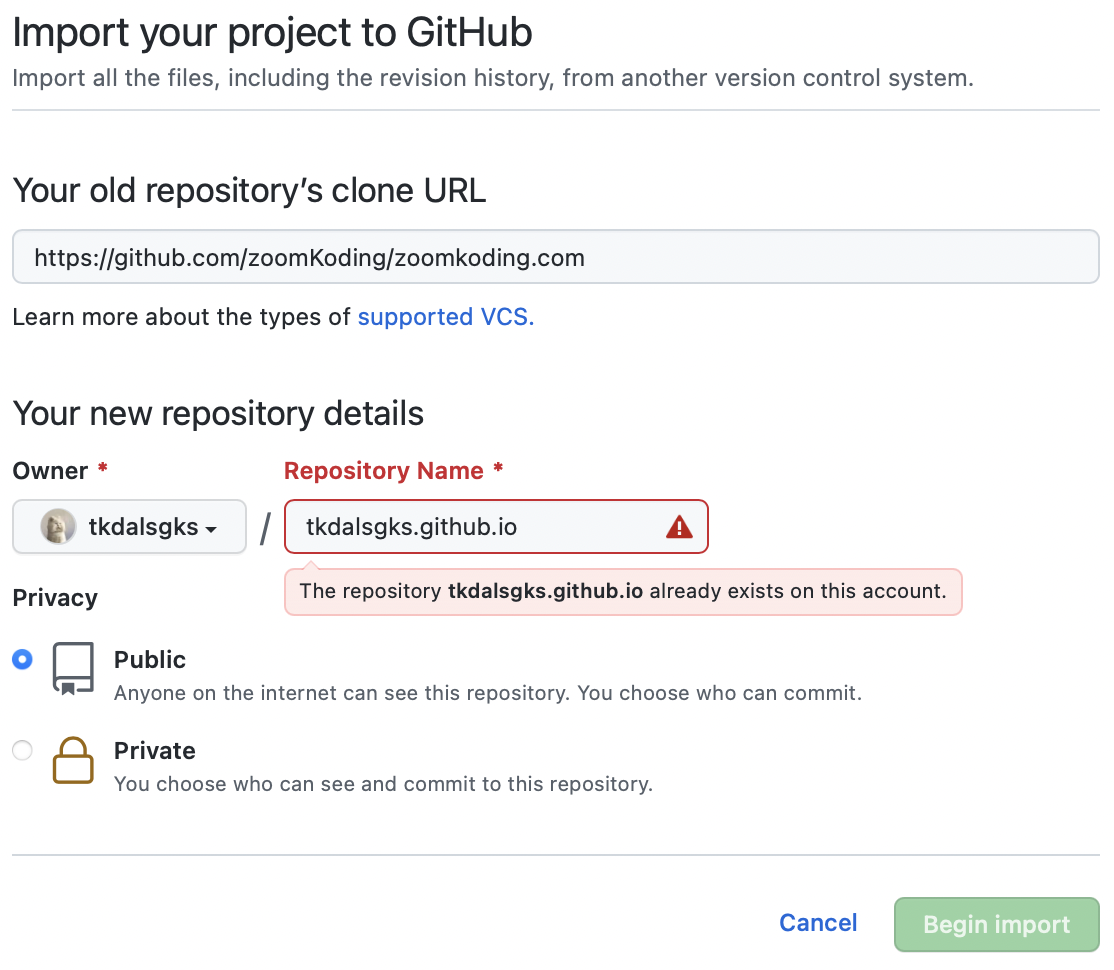 Import your project to GitHub
Import all the files, including the revision history, from another version control system.
Your old repository’s clone URL
https://github.com/zoomKoding/zoomkoding.com
Learn more about the types of supported VCS.
Your new repository details
Owner * Repository Name *
tkdalsgks / tkdalsgks.github.io
The repository tkdalsgks.github.io already exists on this account.
Privacy
Public
Anyone on the internet can see this repository. You choose who can commit.
Private
You choose who can see and commit to this repository.
Cancel Begin import